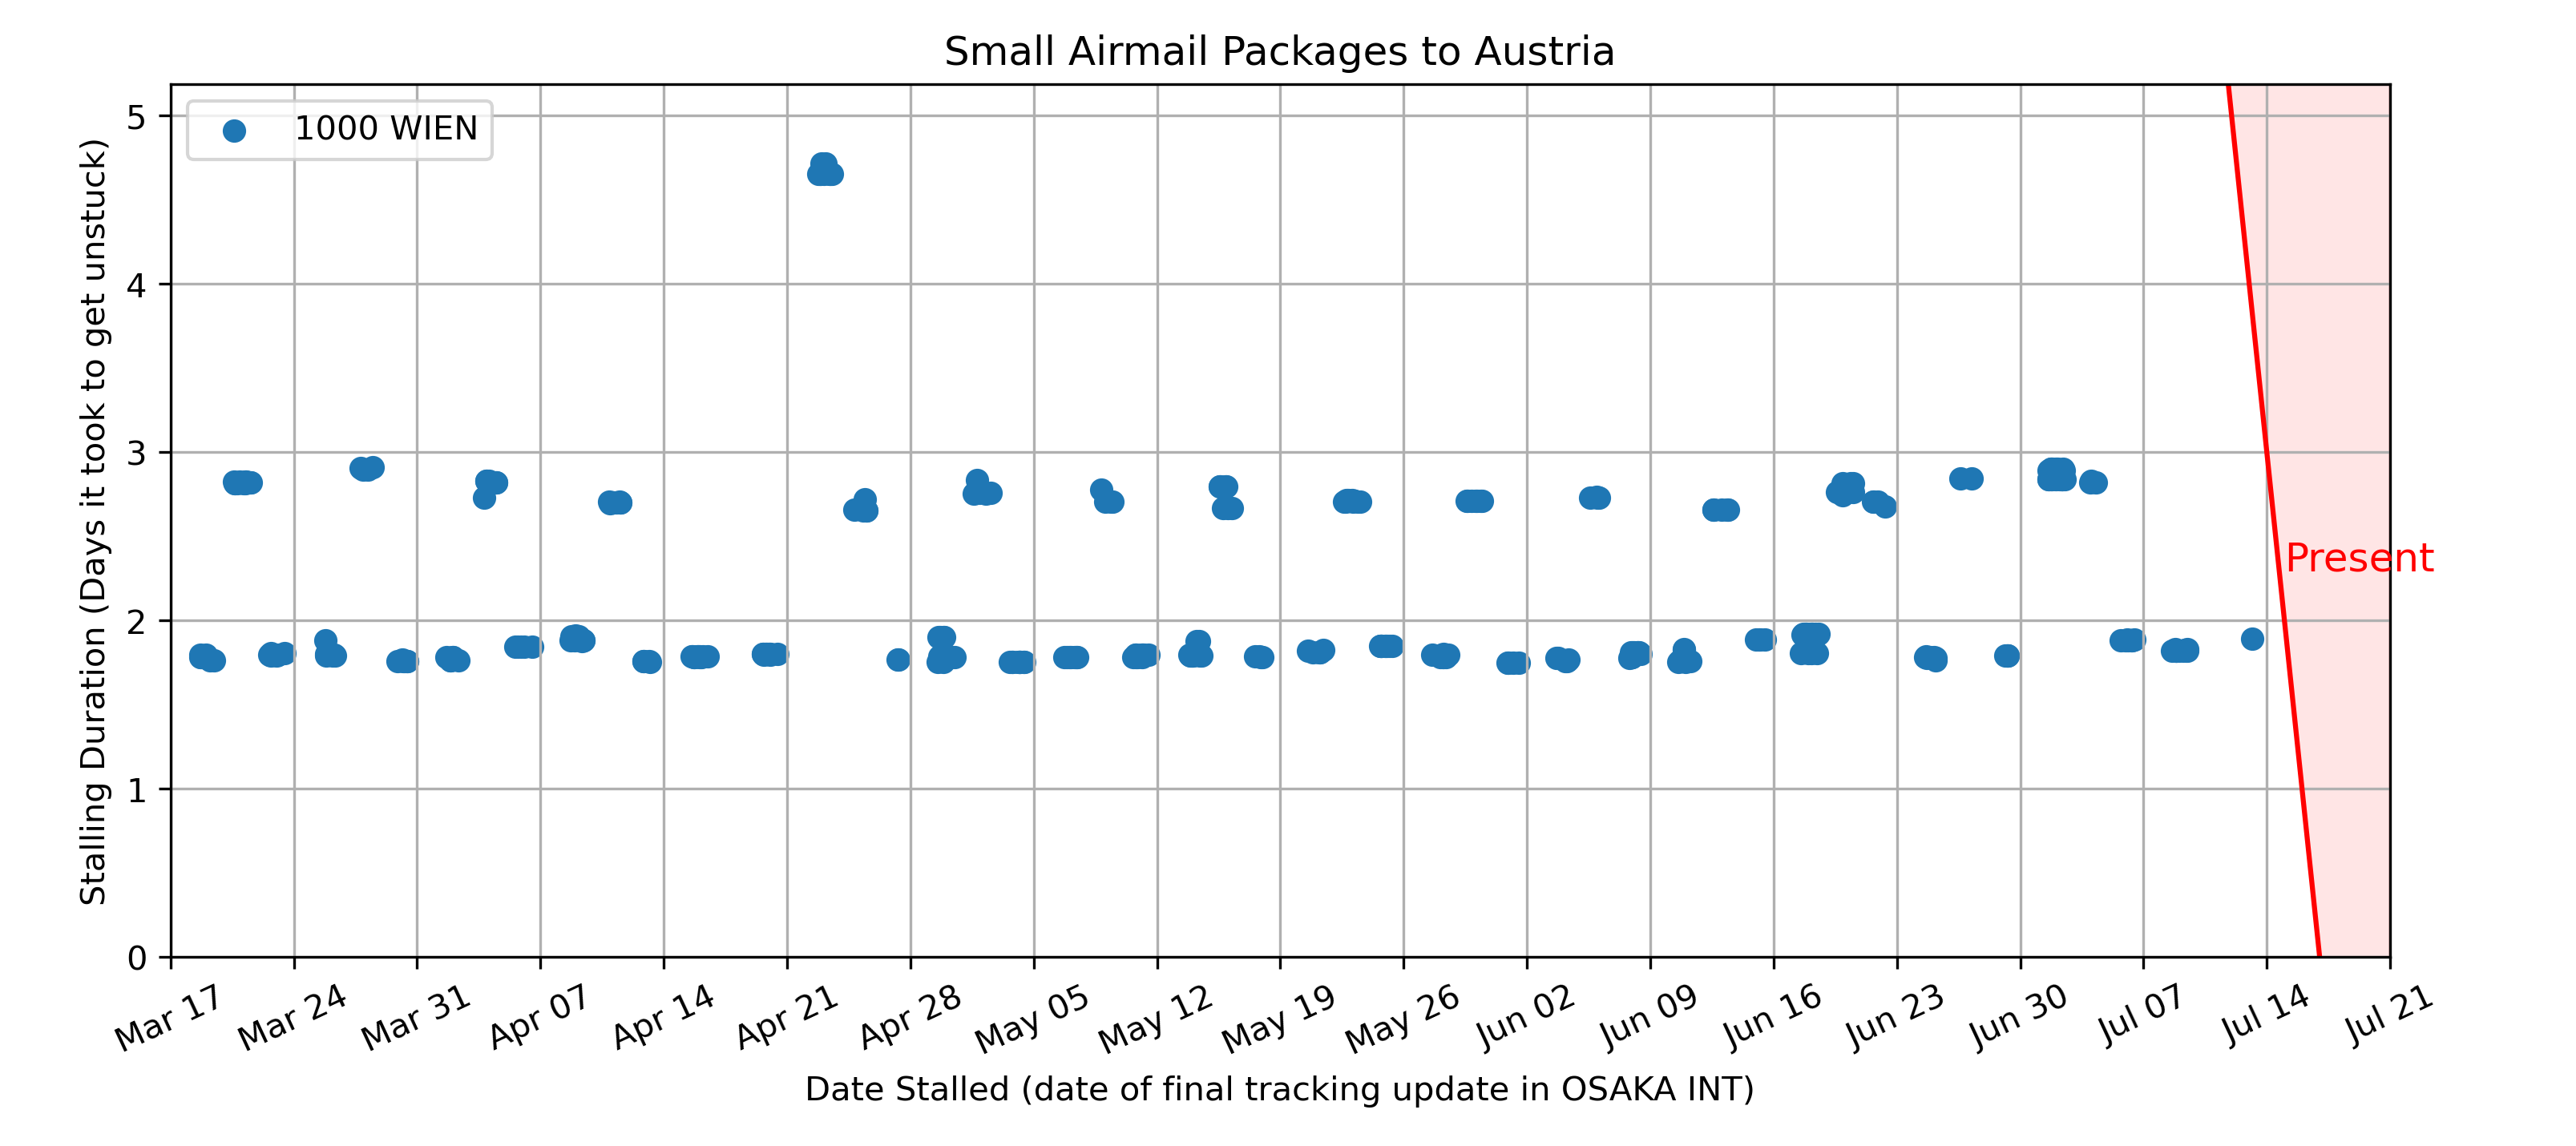 Small Airmail Packages to Austria
1000 WIEN
Stalling Duration (Days it took to get unstuck)
5
4
3
2
1
0
Present
Mar 17
Mar 24
Mar 31
Apr 07
Apr 14
Apr 21
Apr 28
May 05
May 12
May 19
May 26
Jun 02
Jun 09
Jun 16
Jun 23
Jun 30
Jul 07
Jul 14
Jul 21
Date Stalled (date of final tracking update in OSAKA INT)